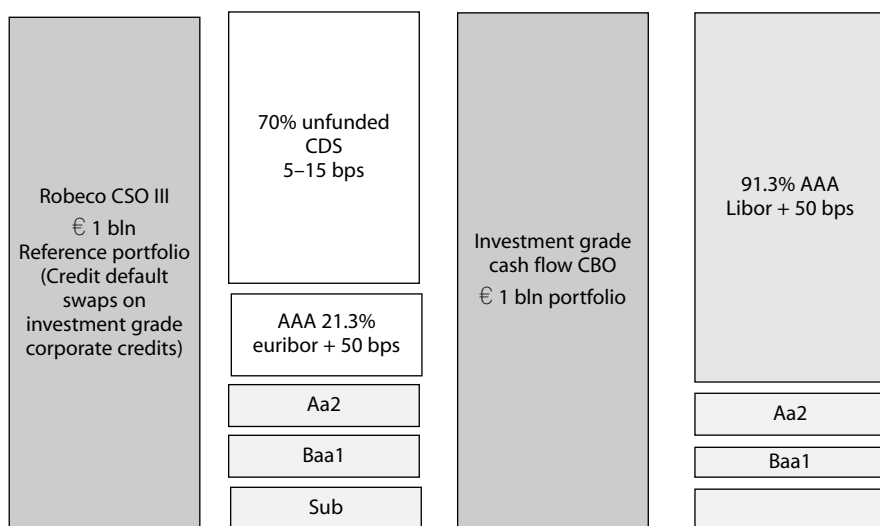 Robeco CSO III
€ 1 bln
Reference portfolio
(Credit default
swaps on
investment grade
corporate credits)
70% unfunded
CDS
5–15 bps
AAA 21.3%
euribor + 50 bps
Aa2
Baa1
Sub
Investment grade
cash flow CBO
€ 1 bln portfolio
91.3% AAA
Libor + 50 bps
Aa2
Baa1